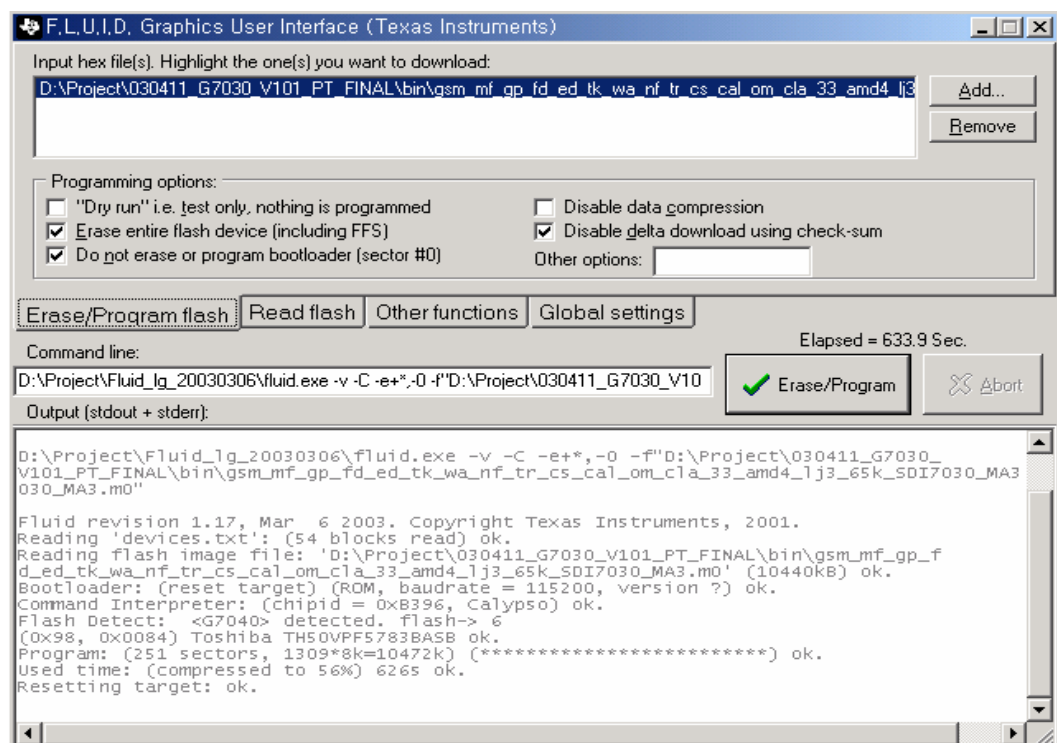 F.L.U.I.D. Graphics User Interface (Texas Instruments)
Input hex file(s). Highlight the one(s) you want to download:
D:\Project\030411_G7030_V101_PT_FINAL\bin\gsm_mf_gp_fd_ed_tk_wa_nf_tr_cs_cal_om_cla_33_amd4_lj3
Add...
Remove
Programming options:
"Dry run" i.e. test only, nothing is programmed
Disable data compression
Erase entire flash device (including FFS)
Disable delta download using check-sum
Do not erase or program bootloader (sector #0)
Other options:
Erase/Program flash
Read flash
Other functions
Global settings
Elapsed = 633.9 Sec.
Command line:
D:\Project\Fluid_lg_20030306\fluid.exe -v -C -e+*,-0 -f"D:\Project\030411_G7030_V10
Erase/Program
Abort
Output (stdout + stderr):
D:\Project\Fluid_lg_20030306\fluid.exe -v -C -e+*,-0 -f"D:\Project\030411_G7030_
V101_PT_FINAL\bin\gsm_mf_gp_fd_ed_tk_wa_nf_tr_cs_cal_om_cla_33_amd4_lj3_65k_SDI7030_MA3
030_MA3.m0"
Fluid revision 1.17, Mar  6 2003. Copyright Texas Instruments, 2001.
Reading 'devices.txt': (54 blocks read) ok.
Reading flash image file: 'D:\Project\030411_G7030_V101_PT_FINAL\bin\gsm_mf_gp_f
d_ed_tk_wa_nf_tr_cs_cal_om_cla_33_amd4_lj3_65k_SDI7030_MA3.m0' (10440kB) ok.
Bootloader: (reset target) (ROM, baudrate = 115200, version ?) ok.
Command Interpreter: (chipid = 0xB396, Calypso) ok.
Flash Detect:  <G7040> detected. flash-> 6
(0x98, 0x0084) Toshiba TH50VPF5783BASB ok.
Program: (251 sectors, 1309*8k=10472k) (**************************) ok.
Used time: (compressed to 56%) 626s ok.
Resetting target: ok.